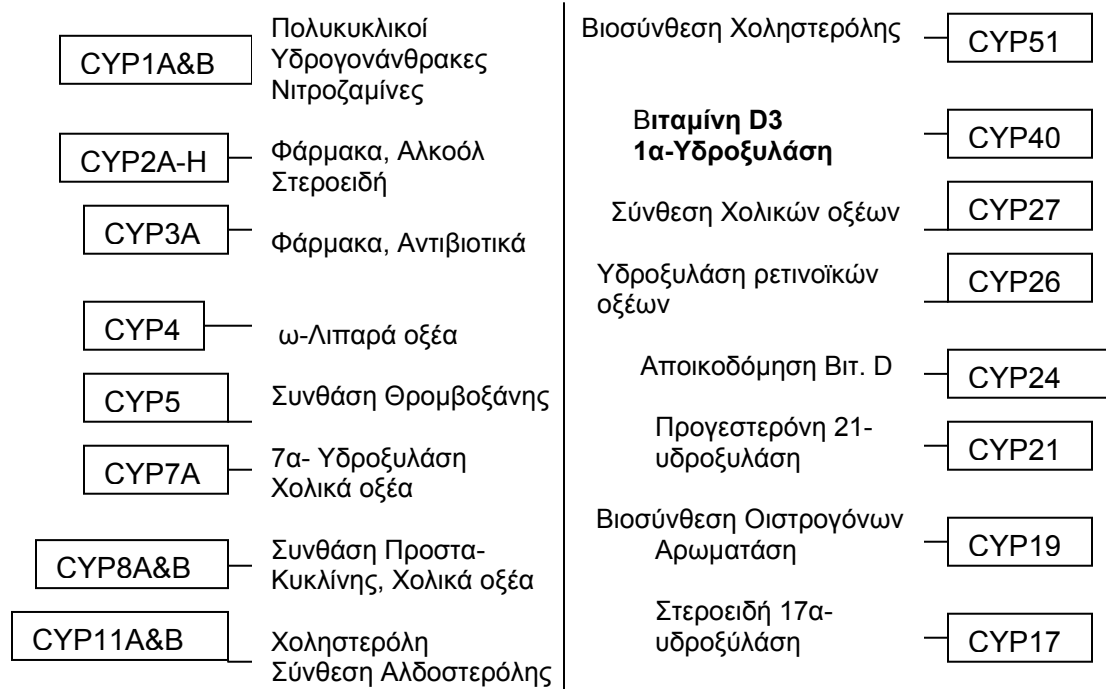 CYP1A&B
Πολυκυκλικοί
Υδρογονάνθρακες
Νιτροζαμίνες
CYP2A-H
Φάρμακα, Αλκοόλ
Στεροειδή
CYP3A
Φάρμακα, Αντιβιοτικά
CYP4
ω-Λιπαρά οξέα
CYP5
Συνθάση Θρομβοξάνης
CYP7A
7α- Υδροξυλάση
Χολικά οξέα
CYP8A&B
Συνθάση Προστα-
Κυκλίνης, Χολικά οξέα
CYP11A&B
Χοληστερόλη
Σύνθεση Αλδοστερόλης
Βιοσύνθεση Χοληστερόλης
CYP51
Βιταμίνη D3
1α-Υδροξυλάση
CYP40
Σύνθεση Χολικών οξέων
CYP27
Υδροξυλάση ρετινοϊκών
οξέων
CYP26
Αποικοδόμηση Βιτ. D
CYP24
Προγεστερόνη 21-
υδροξυλάση
CYP21
Βιοσύνθεση Οιστρογόνων
Αρωματάση
CYP19
Στεροειδή 17α-
υδροξύλάση
CYP17